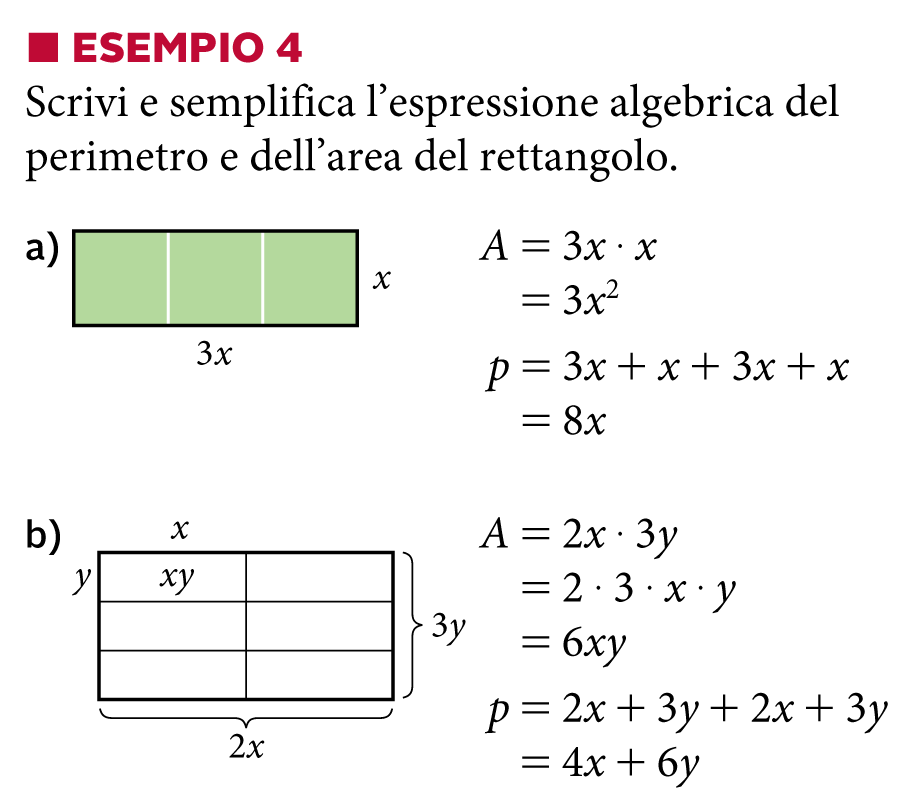 ■ ESEMPIO 4
Scrivi e semplifica l’espressione algebrica del
perimetro e dell’area del rettangolo.
a)
x
3x
A = 3x · x
= 3x²
p = 3x + x + 3x + x
= 8x
b)
x
y
xy
3y
2x
A = 2x · 3y
= 2 · 3 · x · y
= 6xy
p = 2x + 3y + 2x + 3y
= 4x + 6y